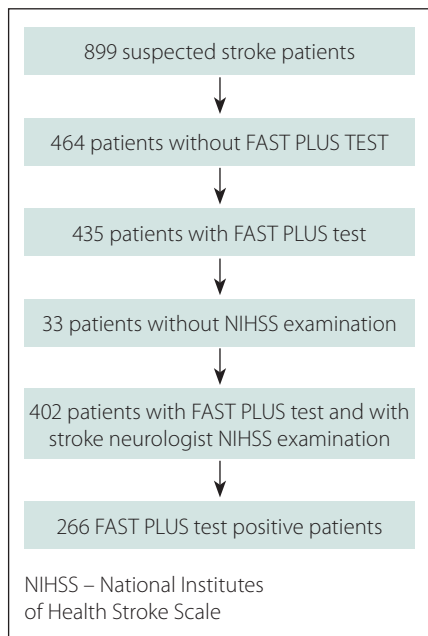 899 suspected stroke patients
464 patients without FAST PLUS TEST
435 patients with FAST PLUS test
33 patients without NIHSS examination
402 patients with FAST PLUS test and with
stroke neurologist NIHSS examination
266 FAST PLUS test positive patients
NIHSS – National Institutes
of Health Stroke Scale